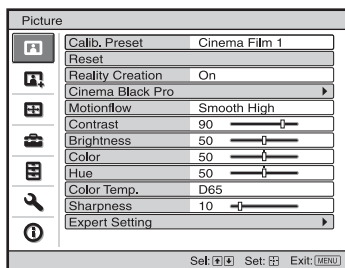 Picture
Calib. Preset Cinema Film 1
Reset
Reality Creation On
Cinema Black Pro
Motionflow Smooth High
Contrast 90
Brightness 50
Color 50
Hue 50
Color Temp. D65
Sharpness 10
Expert Setting
Sel: Set: Exit: MENU